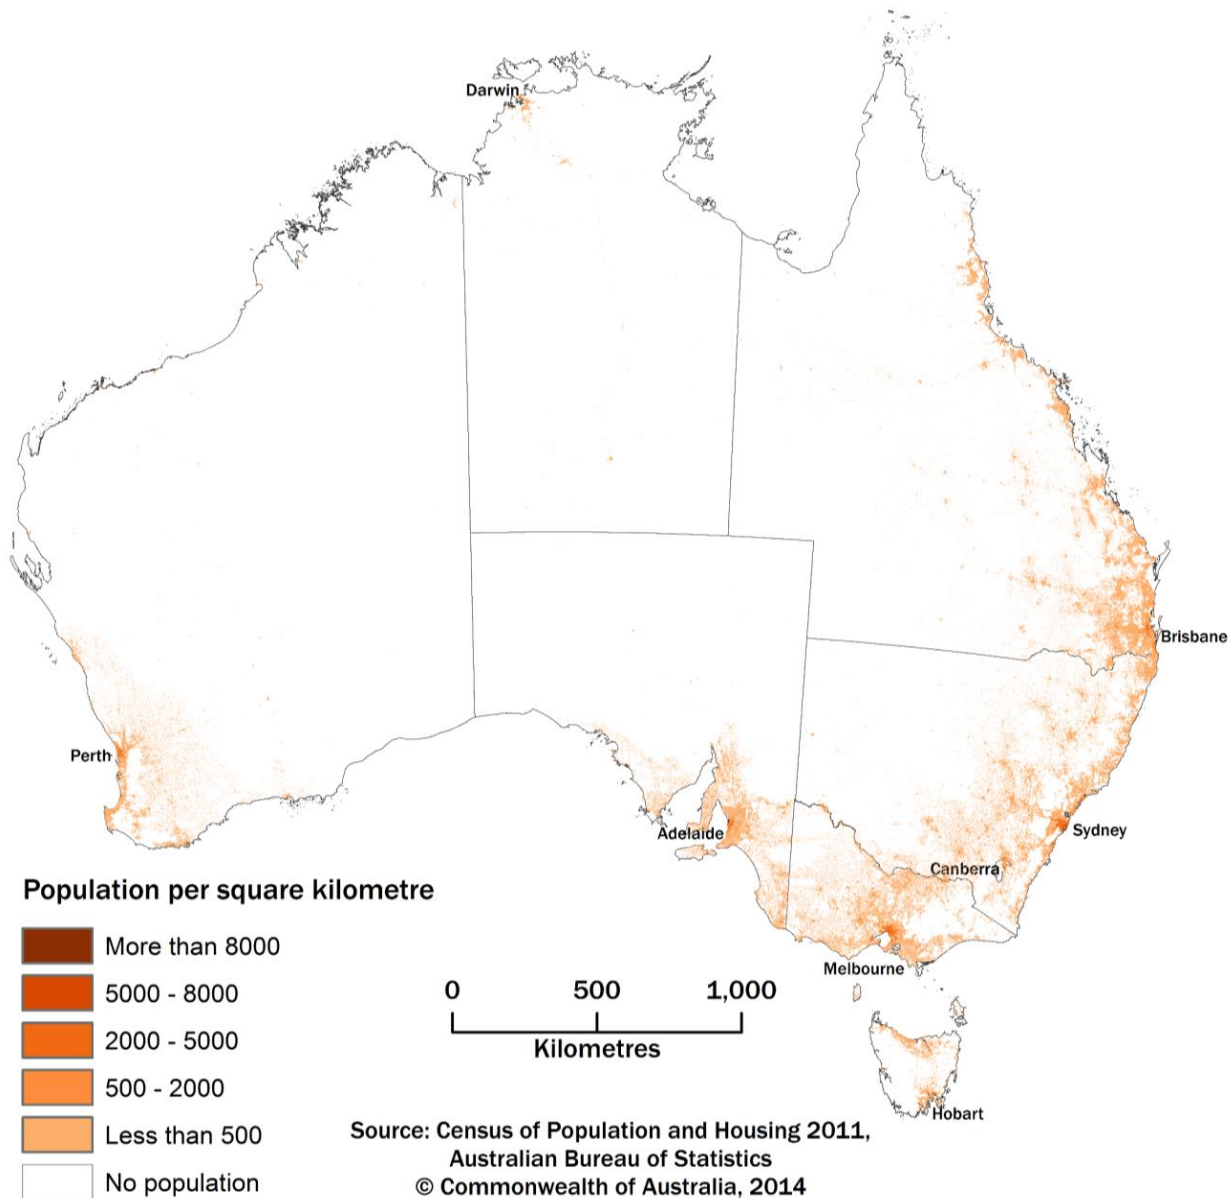 Darwin
Brisbane
Perth
Adelaide
Sydney
Canberra
Melbourne
Hobart
Population per square kilometre
More than 8000
5000 - 8000
2000 - 5000
500 - 2000
Less than 500
No population
0 500 1,000
Kilometres
Source: Census of Population and Housing 2011,
Australian Bureau of Statistics
© Commonwealth of Australia, 2014